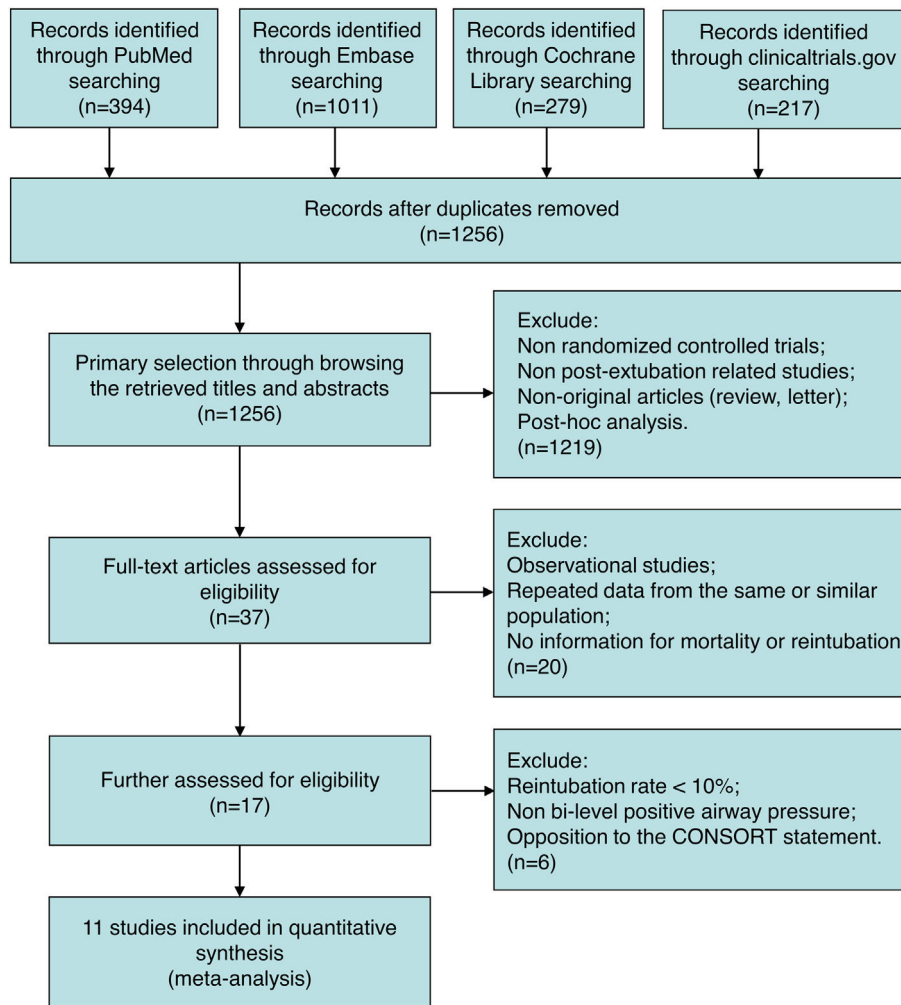 Records identified
through PubMed
searching
(n=394)
Records identified
through Embase
searching
(n=1011)
Records identified
through Cochrane
Library searching
(n=279)
Records identified
through clinicaltrials.gov
searching
(n=217)
Records after duplicates removed
(n=1256)
Primary selection through browsing
the retrieved titles and abstracts
(n=1256)
Exclude:
Non randomized controlled trials;
Non post-extubation related studies;
Non-original articles (review, letter);
Post-hoc analysis.
(n=1219)
Full-text articles assessed for
eligibility
(n=37)
Exclude:
Observational studies;
Repeated data from the same or similar
population;
No information for mortality or reintubation
(n=20)
Further assessed for eligibility
(n=17)
Exclude:
Reintubation rate < 10%;
Non bi-level positive airway pressure;
Opposition to the CONSORT statement.
(n=6)
11 studies included in quantitative
synthesis
(meta-analysis)